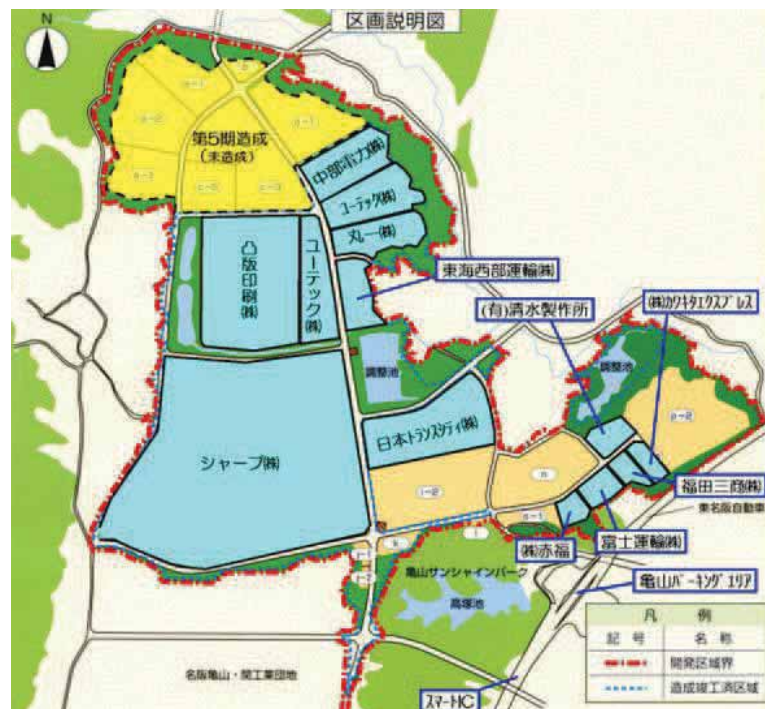 区画説明図
N
第5期造成
(未造成)
中部電力㈱
ユーテック㈱
丸一㈱
凸版印刷㈱
ユーテック㈱
東海西部運輸㈱
(有)清水製作所
㈱カワキタエクスプレス
調整池
調整池
シャープ㈱
日本トランスシティ㈱
i-2
n
p-2
福田三商㈱
東名阪自動車
㈱赤福
富士運輸㈱
亀山サンシャインパーク
高塚池
亀山パーキングエリア
名阪亀山・関工業団地
スマートIC
凡 例
記 号
名 称
開発区域界
造成竣工済区域